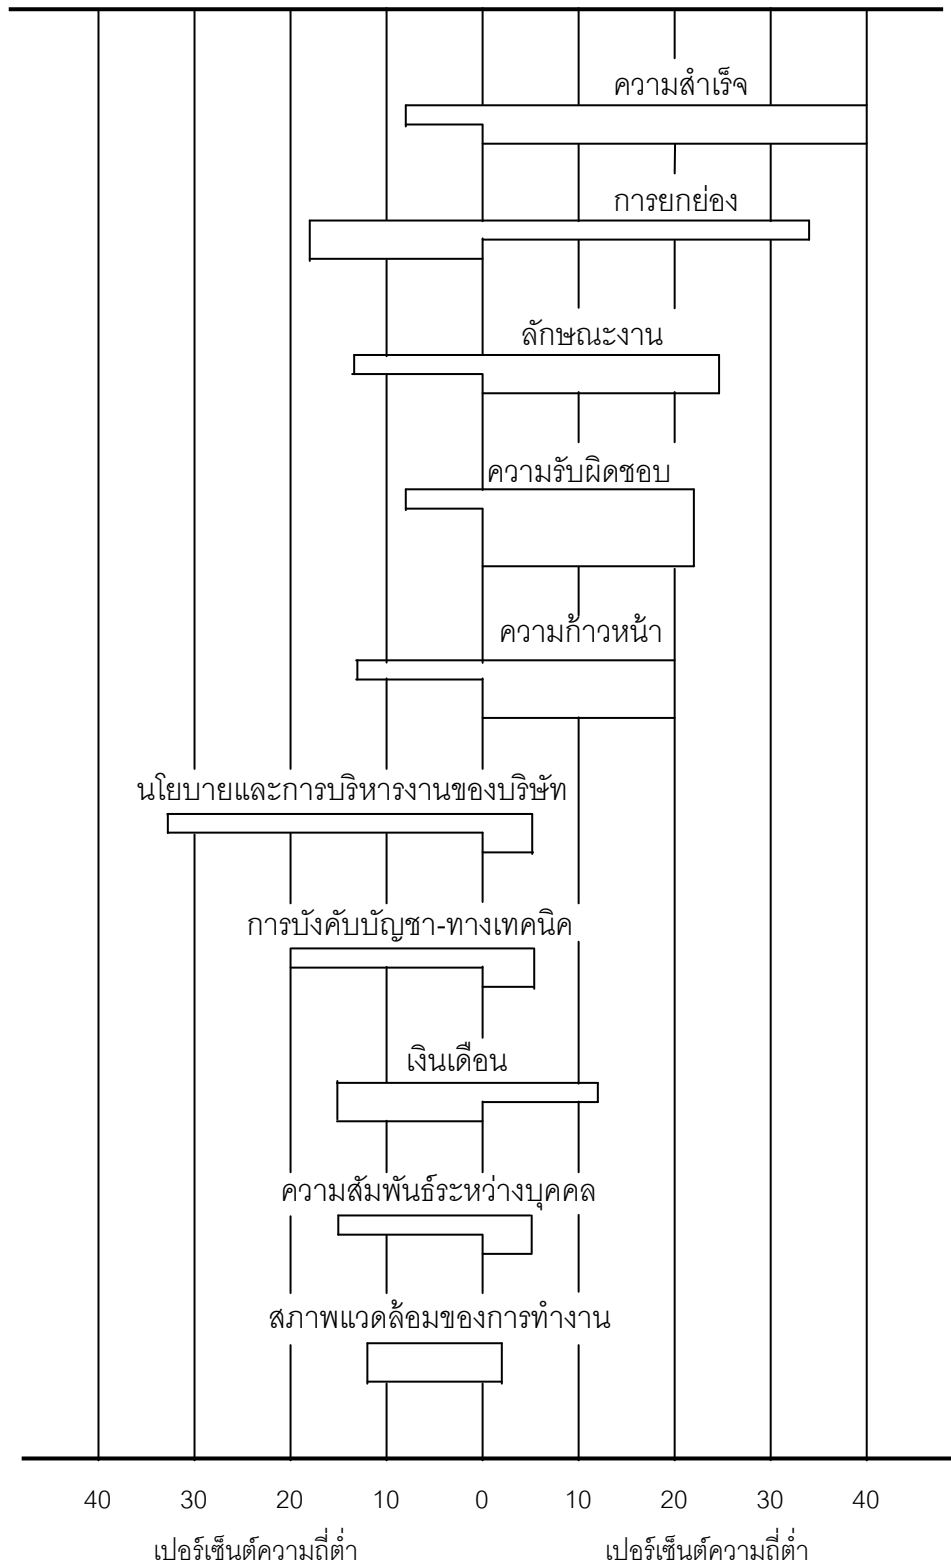 ความสำเร็จ
การยกย่อง
ลักษณะงาน
ความรับผิดชอบ
ความก้าวหน้า
นโยบายและการบริหารงานของบริษัท
การบังคับบัญชา-ทางเทคนิค
เงินเดือน
ความสัมพันธ์ระหว่างบุคคล
สภาพแวดล้อมของการทำงาน
40 30 20 10 0 10 20 30 40
เปอร์เซ็นต์ความถี่ต่ำ เปอร์เซ็นต์ความถี่ต่ำ